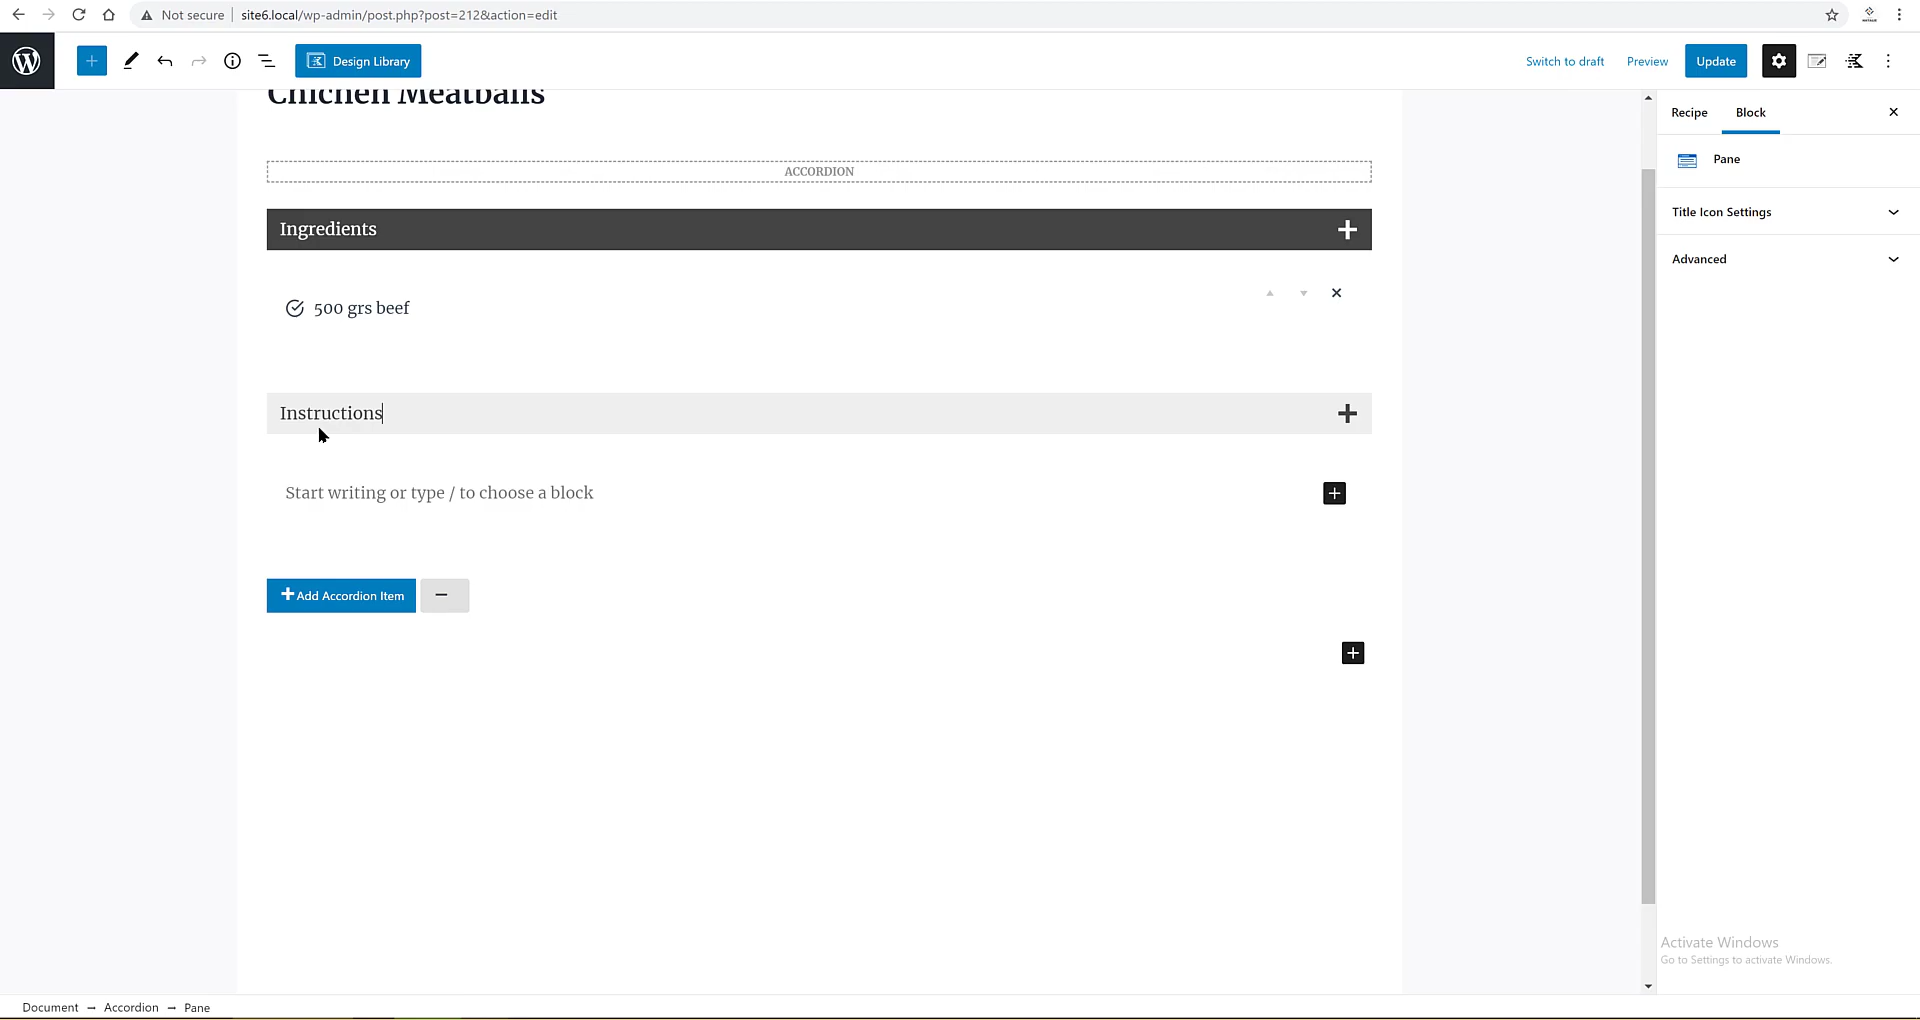 Not secure site6.local/wp-admin/post.php?post=212&action=edit
Design Library Switch to draft Preview Update
Chichen Meatballs
Recipe Block
Pane
ACCORDION
Title Icon Settings
Ingredients
Advanced
500 grs beef
Instructions
Start writing or type / to choose a block
Add Accordion Item
Activate Windows
Go to Settings to activate Windows.
Document → Accordion → Pane